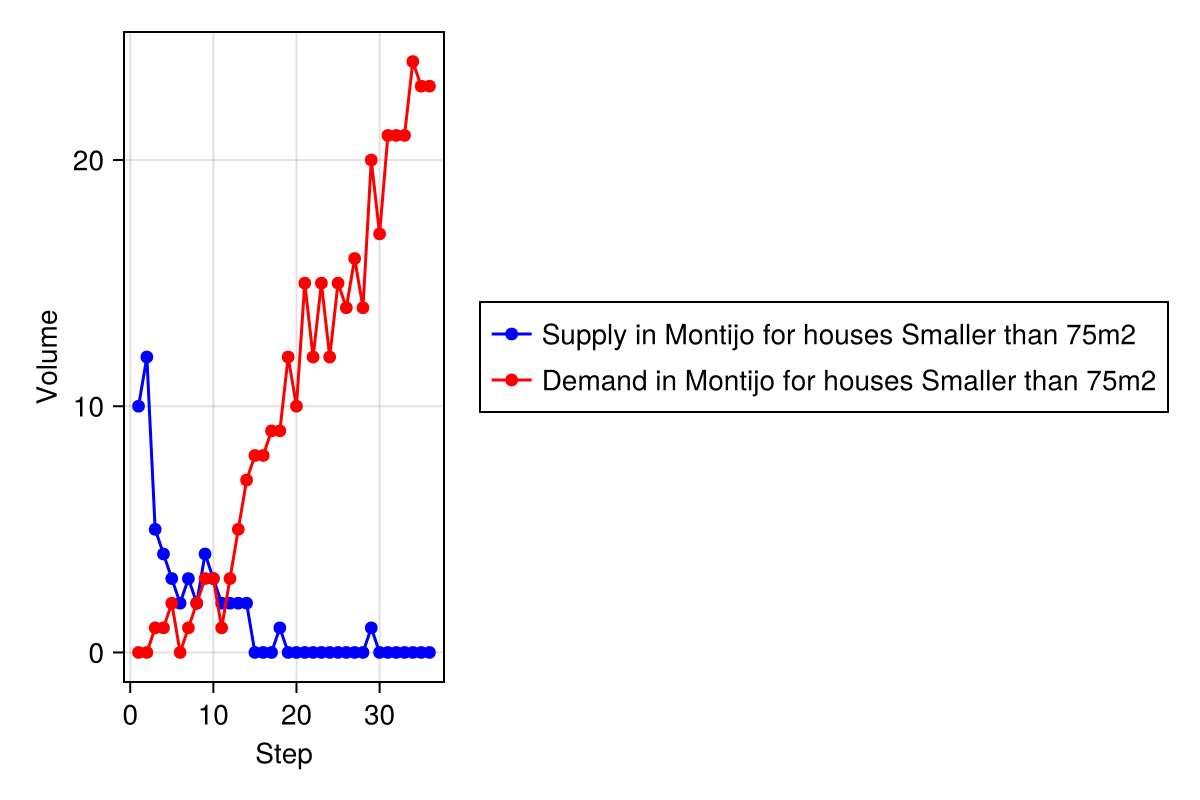 Volume
20
10
0
0 10 20 30
Step
Supply in Montijo for houses Smaller than 75m2
Demand in Montijo for houses Smaller than 75m2